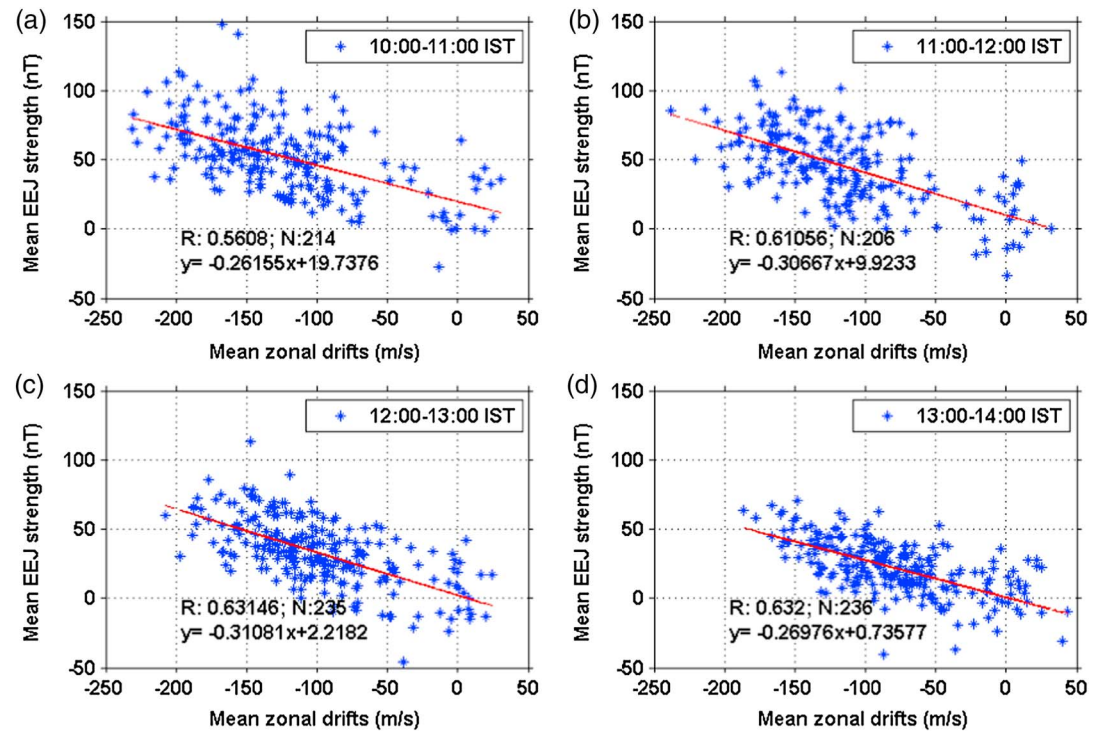 (a)
150
100
50
0
-50
Mean EEJ strength (nT)
10:00-11:00 IST
R: 0.5608; N:214
y= -0.26155x+19.7376
-250 -200 -150 -100 -50 0 50
Mean zonal drifts (m/s)
(b)
150
100
50
0
-50
Mean EEJ strength (nT)
11:00-12:00 IST
R: 0.61056; N:206
y= -0.30667x+9.9233
-250 -200 -150 -100 -50 0 50
Mean zonal drifts (m/s)
(c)
150
100
50
0
-50
Mean EEJ strength (nT)
12:00-13:00 IST
R: 0.63146; N:235
y= -0.31081x+2.2182
-250 -200 -150 -100 -50 0 50
Mean zonal drifts (m/s)
(d)
150
100
50
0
-50
Mean EEJ strength (nT)
13:00-14:00 IST
R: 0.632; N:236
y= -0.26976x+0.73577
-250 -200 -150 -100 -50 0 50
Mean zonal drifts (m/s)